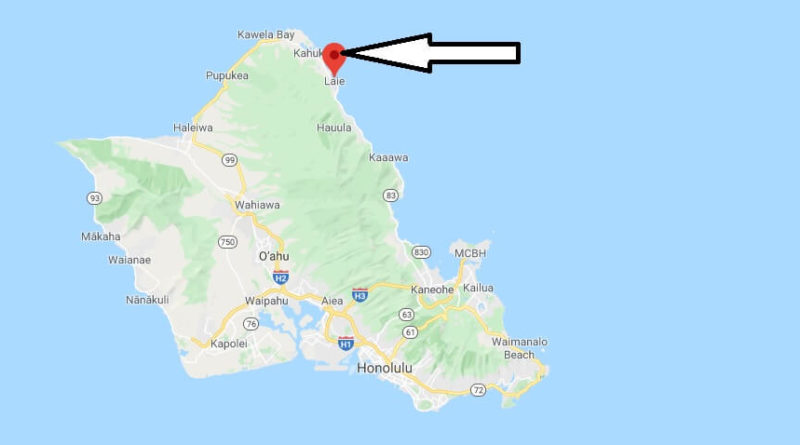 Kawela Bay
Kahuk
Pupukea
Laie
Haleiwa
Hauula
99
Kaaawa
93
83
Wahiawa
Mākaha
750
830
MCBH
Waianae
O'ahu
H2
Kaneohe
Kailua
Nānākuli
Waipahu
Aiea
H3
63
76
61
Kapolei
H1
Waimanalo
Beach
Honolulu
72